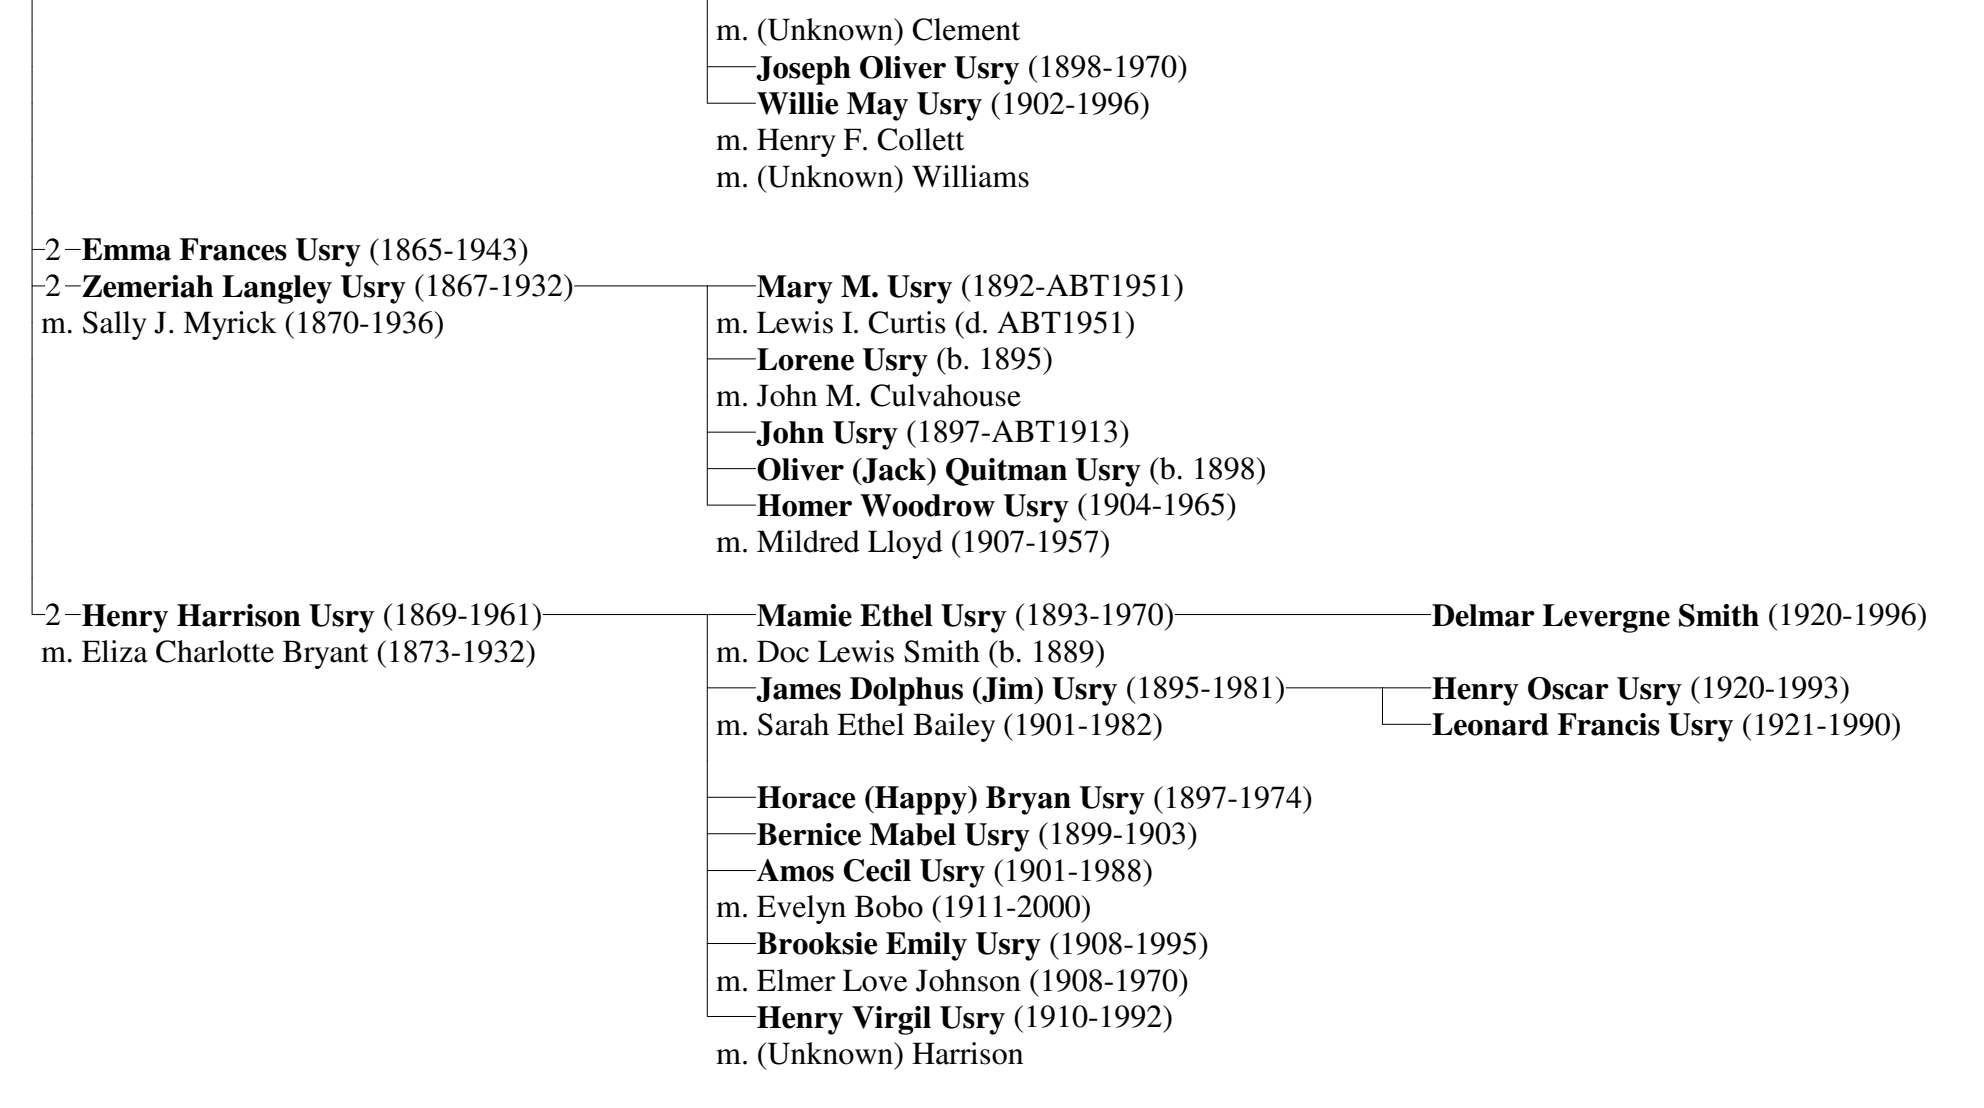 m. (Unknown) Clement
Joseph Oliver Usry (1898-1970)
Willie May Usry (1902-1996)
m. Henry F. Collett
m. (Unknown) Williams
2 Emma Frances Usry (1865-1943)
2 Zemeriah Langley Usry (1867-1932) Mary M. Usry (1892-ABT1951)
m. Sally J. Myrick (1870-1936) m. Lewis I. Curtis (d. ABT1951)
Lorene Usry (b. 1895)
m. John M. Culvahouse
John Usry (1897-ABT1913)
Oliver (Jack) Quitman Usry (b. 1898)
Homer Woodrow Usry (1904-1965)
m. Mildred Lloyd (1907-1957)
2 Henry Harrison Usry (1869-1961) Mamie Ethel Usry (1893-1970) Delmar Levergne Smith (1920-1996)
m. Eliza Charlotte Bryant (1873-1932) m. Doc Lewis Smith (b. 1889)
James Dolphus (Jim) Usry (1895-1981) Henry Oscar Usry (1920-1993)
m. Sarah Ethel Bailey (1901-1982) Leonard Francis Usry (1921-1990)
Horace (Happy) Bryan Usry (1897-1974)
Bernice Mabel Usry (1899-1903)
Amos Cecil Usry (1901-1988)
m. Evelyn Bobo (1911-2000)
Brooksie Emily Usry (1908-1995)
m. Elmer Love Johnson (1908-1970)
Henry Virgil Usry (1910-1992)
m. (Unknown) Harrison